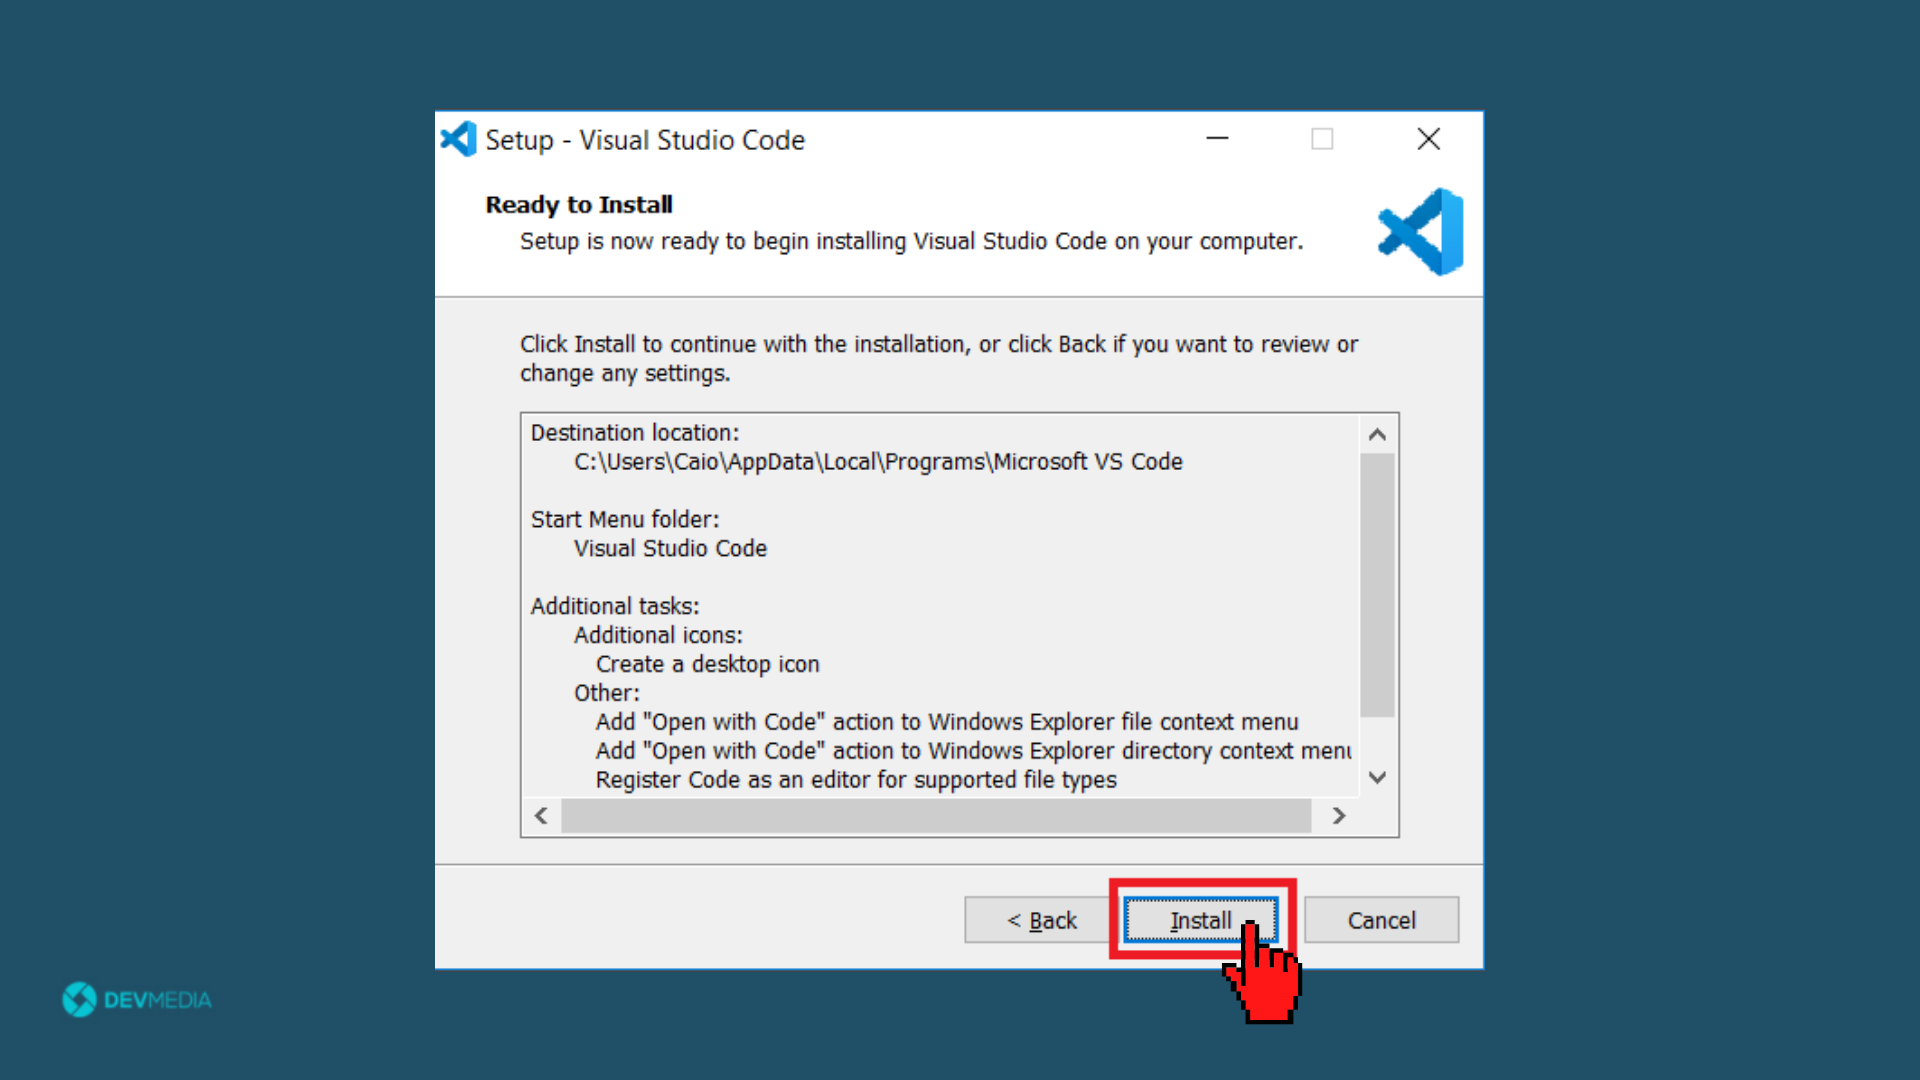 Setup - Visual Studio Code
Ready to Install
Setup is now ready to begin installing Visual Studio Code on your computer.
Click Install to continue with the installation, or click Back if you want to review or
change any settings.
Destination location:
C:\Users\Caio\AppData\Local\Programs\Microsoft VS Code
Start Menu folder:
Visual Studio Code
Additional tasks:
Additional icons:
Create a desktop icon
Other:
Add "Open with Code" action to Windows Explorer file context menu
Add "Open with Code" action to Windows Explorer directory context menu
Register Code as an editor for supported file types
< Back
Install
Cancel
DEVMEDIA